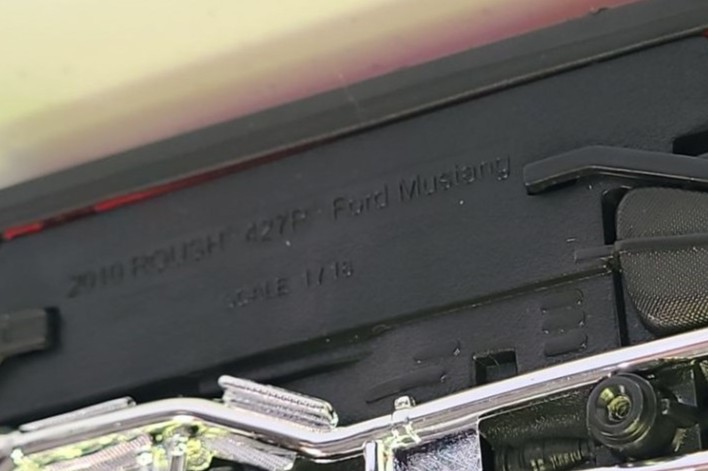 2010 ROUSH 427R Ford Mustang
SCALE 1/18